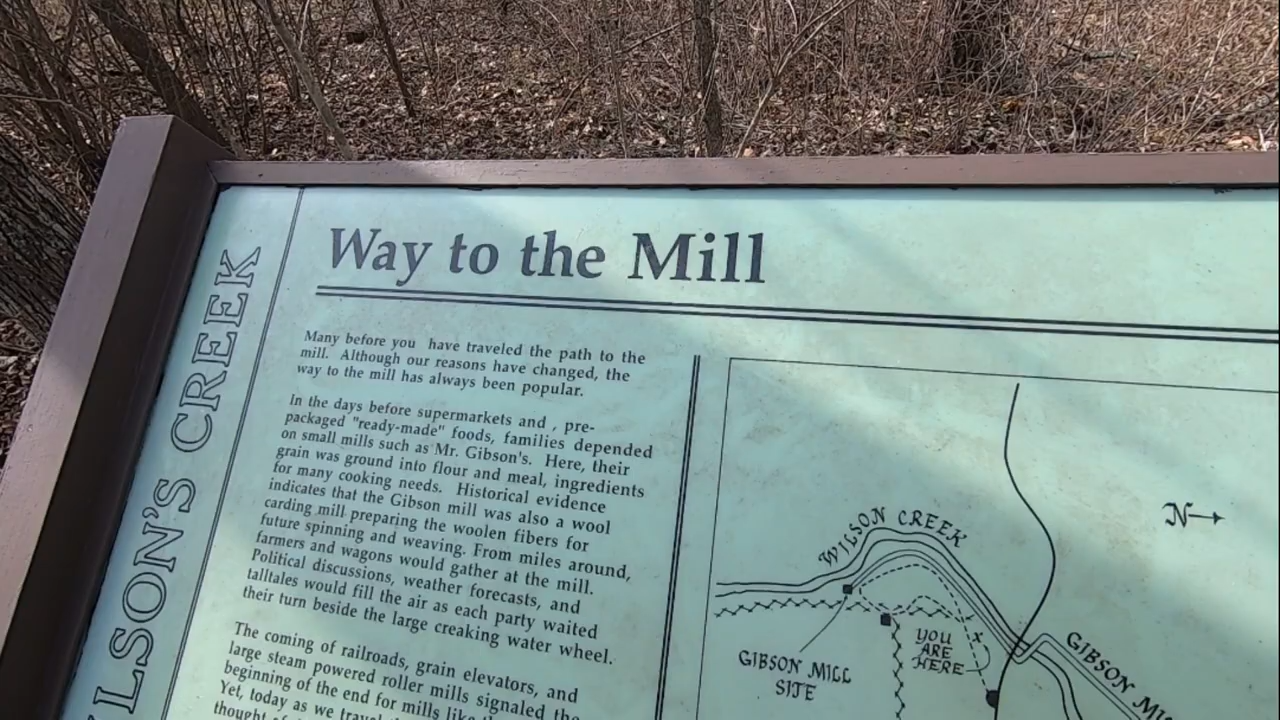 Way to the Mill
LSON'S CREEK
Many before you have traveled the path to the
mill. Although our reasons have changed, the
way to the mill has always been popular.
In the days before supermarkets and , pre-
packaged "ready-made" foods, families depended
on small mills such as Mr. Gibson's. Here, their
grain was ground into flour and meal, ingredients
for many cooking needs. Historical evidence
indicates that the Gibson mill was also a wool
carding mill preparing the woolen fibers for
future spinning and weaving. From miles around,
farmers and wagons would gather at the mill.
Political discussions, weather forecasts, and
talltales would fill the air as each party waited
their turn beside the large creaking water wheel.
The coming of railroads, grain elevators, and
large steam powered roller mills signaled the
beginning of the end for mills like
Yet, today as we
thought
N
WILSON CREEK
GIBSON MILL
SITE
YOU
ARE
HERE
x
GIBSON